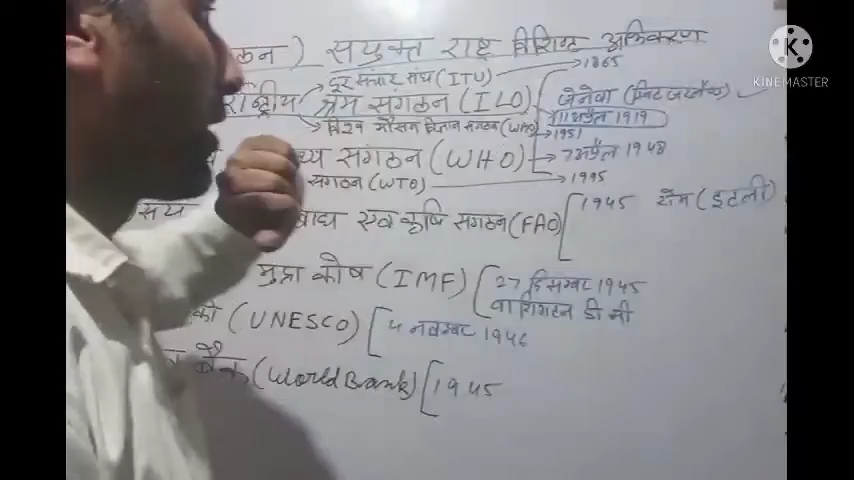 लन) सयुक्त राष्ट्र विशिष्ट अभिकरण
दूर संचार संघ (ITU) → 1865
राष्ट्रीय श्रम संगठन (ILO) जेनेवा (स्विटजरलैंड)
11 अप्रैल 1919
विश्व मौसम विज्ञान संगठन (WMO) → 1951
थ्य संगठन (WHO) → 7 अप्रैल 1948
संगठन (WTO) → 1995
खाद्य एवं कृषि संगठन (FAO) 1945 रोम (इटली)
मुद्रा कोष (IMF) 27 दिसम्बर 1945
वाशिंगटन डी सी
को (UNESCO) 4 नवम्बर 1946
बैंक (World Bank) 1945
KINEMASTER